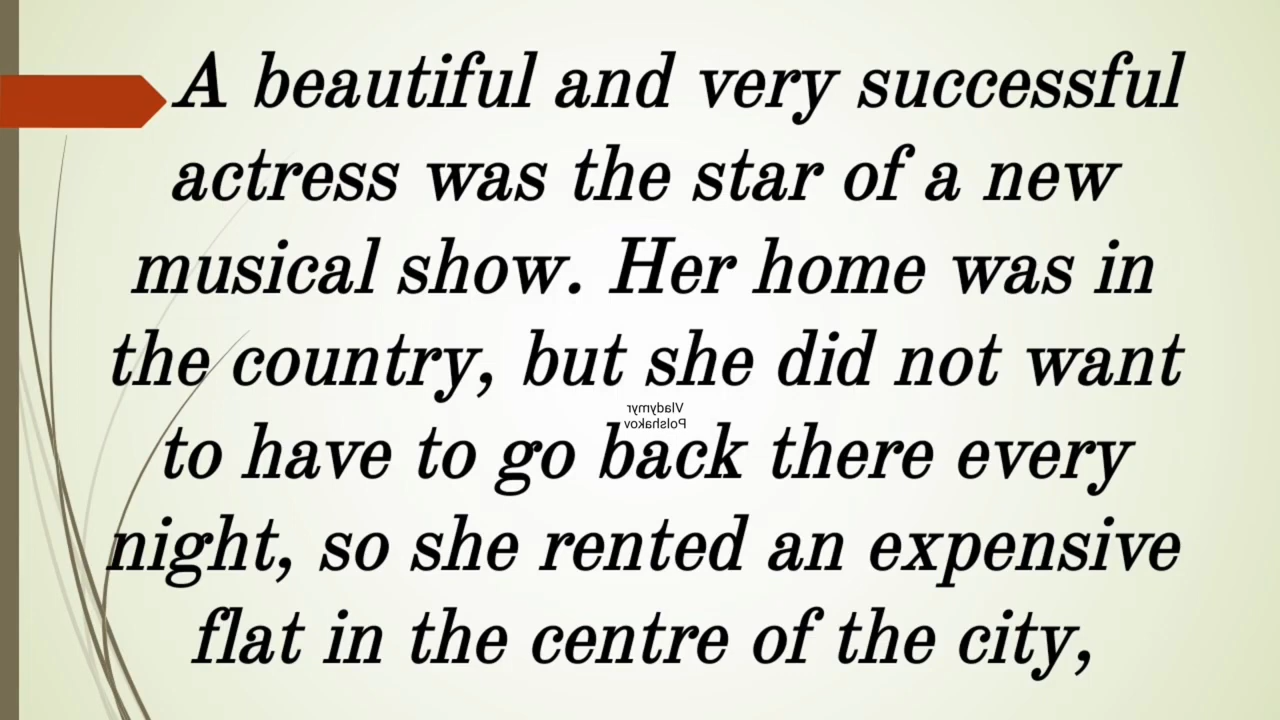 A beautiful and very successful
actress was the star of a new
musical show. Her home was in
the country, but she did not want
Vladymyr
Polshakov
to have to go back there every
night, so she rented an expensive
flat in the centre of the city,